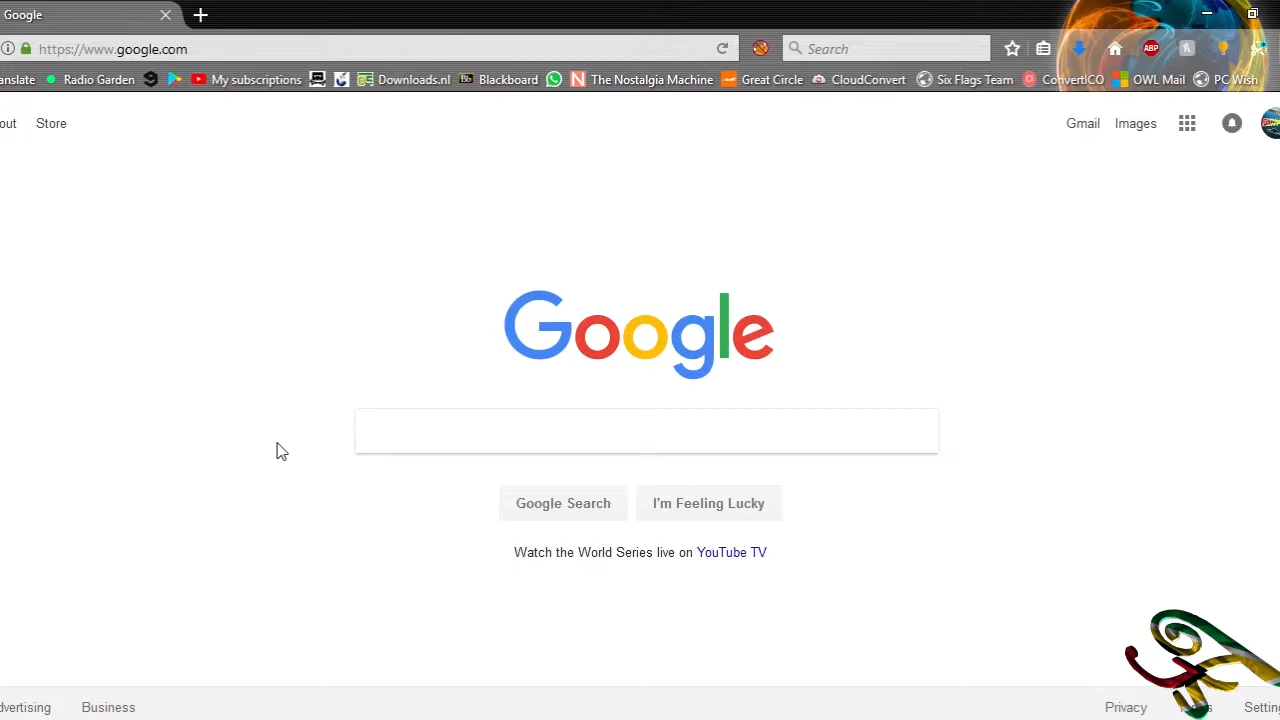 Google
https://www.google.com
Search
ABP
anslate Radio Garden My subscriptions Downloads.nl Bb Blackboard N The Nostalgia Machine Great Circle CloudConvert Six Flags Team ConvertICO OWL Mail PC Wish
out Store Gmail Images
Google
Google Search I'm Feeling Lucky
Watch the World Series live on YouTube TV
dvertising Business Privacy Settin